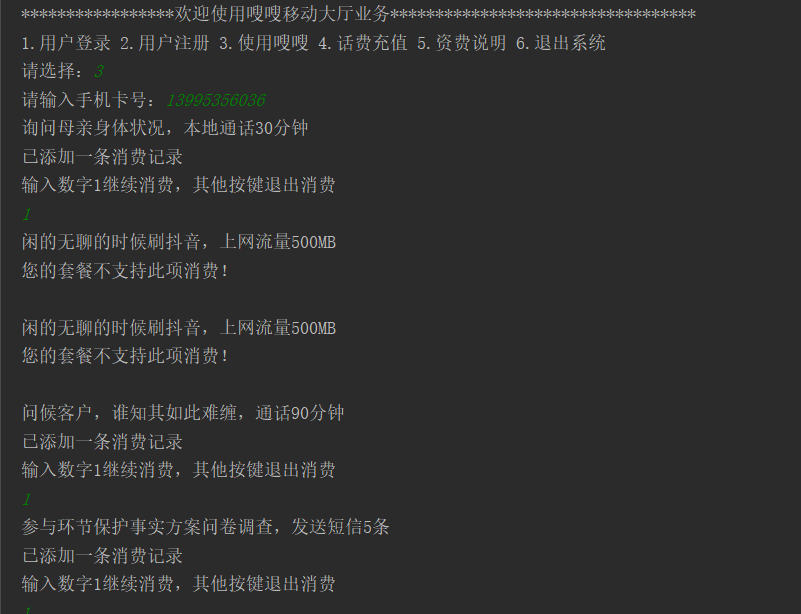 *****************欢迎使用嗖嗖移动大厅业务**********************************
1.用户登录 2.用户注册 3.使用嗖嗖 4.话费充值 5.资费说明 6.退出系统
请选择：3
请输入手机卡号：13995356036
询问母亲身体状况，本地通话30分钟
已添加一条消费记录
输入数字1继续消费，其他按键退出消费
1
闲的无聊的时候刷抖音，上网流量500MB
您的套餐不支持此项消费！
闲的无聊的时候刷抖音，上网流量500MB
您的套餐不支持此项消费！
问候客户，谁知其如此难缠，通话90分钟
已添加一条消费记录
输入数字1继续消费，其他按键退出消费
1
参与环节保护事实方案问卷调查，发送短信5条
已添加一条消费记录
输入数字1继续消费，其他按键退出消费
1